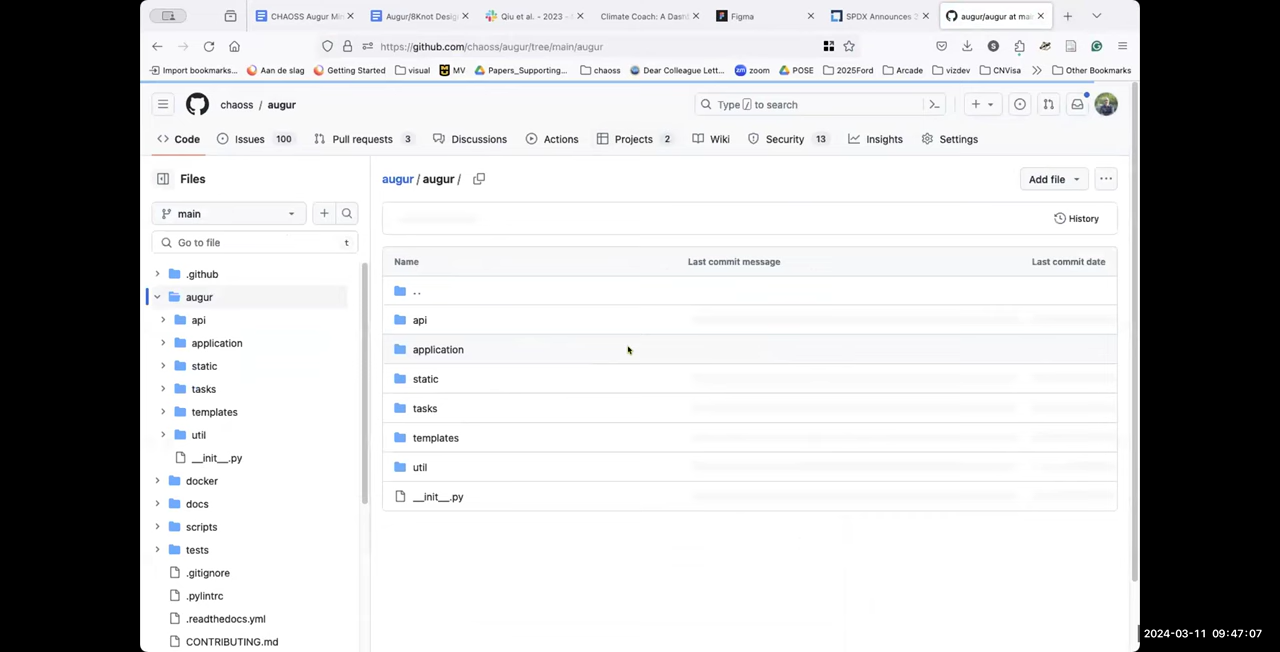 CHAOSS Augur M
Augur/8Knot Desig
Qiu et al. - 2023 -
Climate Coach: A Dash
Figma
SPDX Announces
augur/augur at mai
https://github.com/chaoss/augur/tree/main/augur
Import bookmarks...
Aan de slag
Getting Started
visual
MV
Papers_Supporting...
chaoss
Dear Colleague Lett...
zoom
POSE
2025Ford
Arcade
vizdev
CNVisa
Other Bookmarks
chaoss / augur
Type / to search
Code
Issues 100
Pull requests 3
Discussions
Actions
Projects 2
Wiki
Security 13
Insights
Settings
Files
augur / augur /
Add file
main
Go to file t
History
Name Last commit message Last commit date
.github
augur
api
application
static
tasks
templates
util
__init__.py
docker
docs
scripts
tests
.gitignore
.pylintrc
.readthedocs.yml
CONTRIBUTING.md
..
api
application
static
tasks
templates
util
__init__.py
2024-03-11 09:47:07